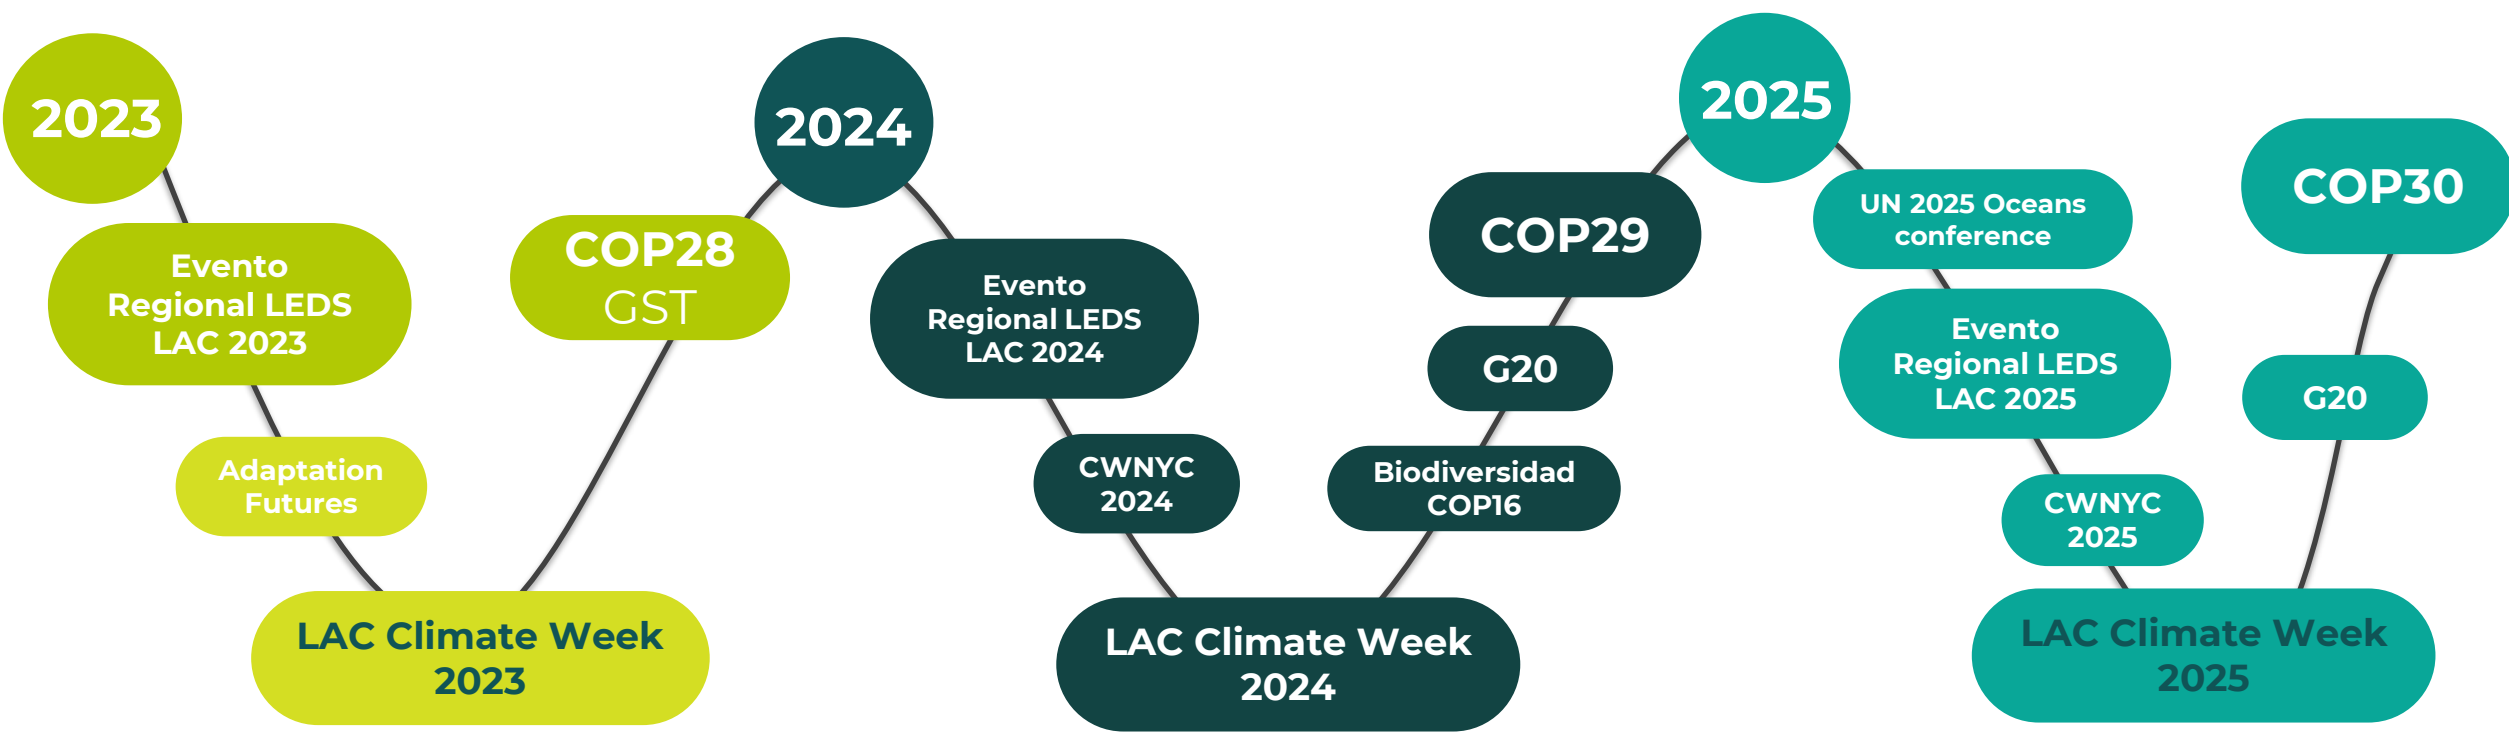 2023
Evento
Regional LEDS
LAC 2023
Adaptation
Futures
LAC Climate Week
2023
COP28
GST
2024
Evento
Regional LEDS
LAC 2024
CWNYC
2024
LAC Climate Week
2024
Biodiversidad
COP16
G20
COP29
2025
UN 2025 Oceans
conference
Evento
Regional LEDS
LAC 2025
CWNYC
2025
LAC Climate Week
2025
G20
COP30